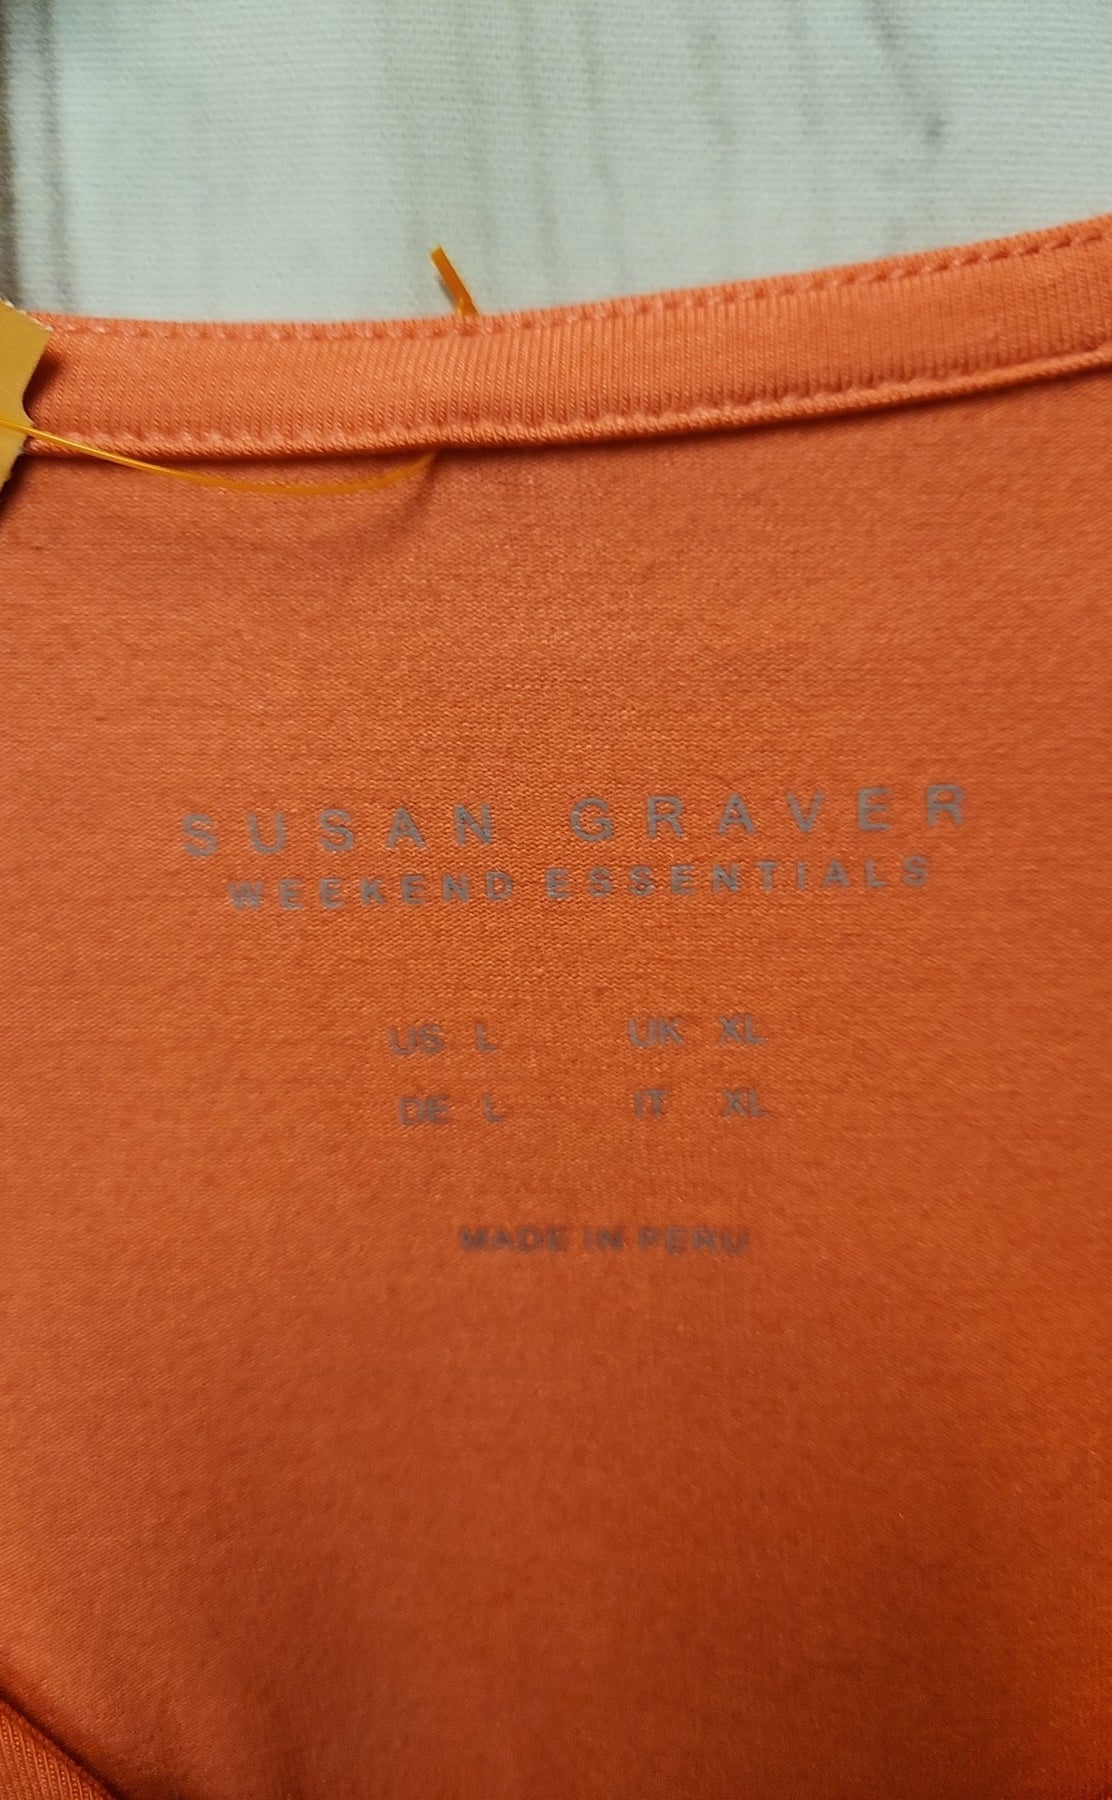 SUSAN GRAVER
WEEKEND ESSENTIALS
US L UK XL
DE L IT XL
MADE IN PERU